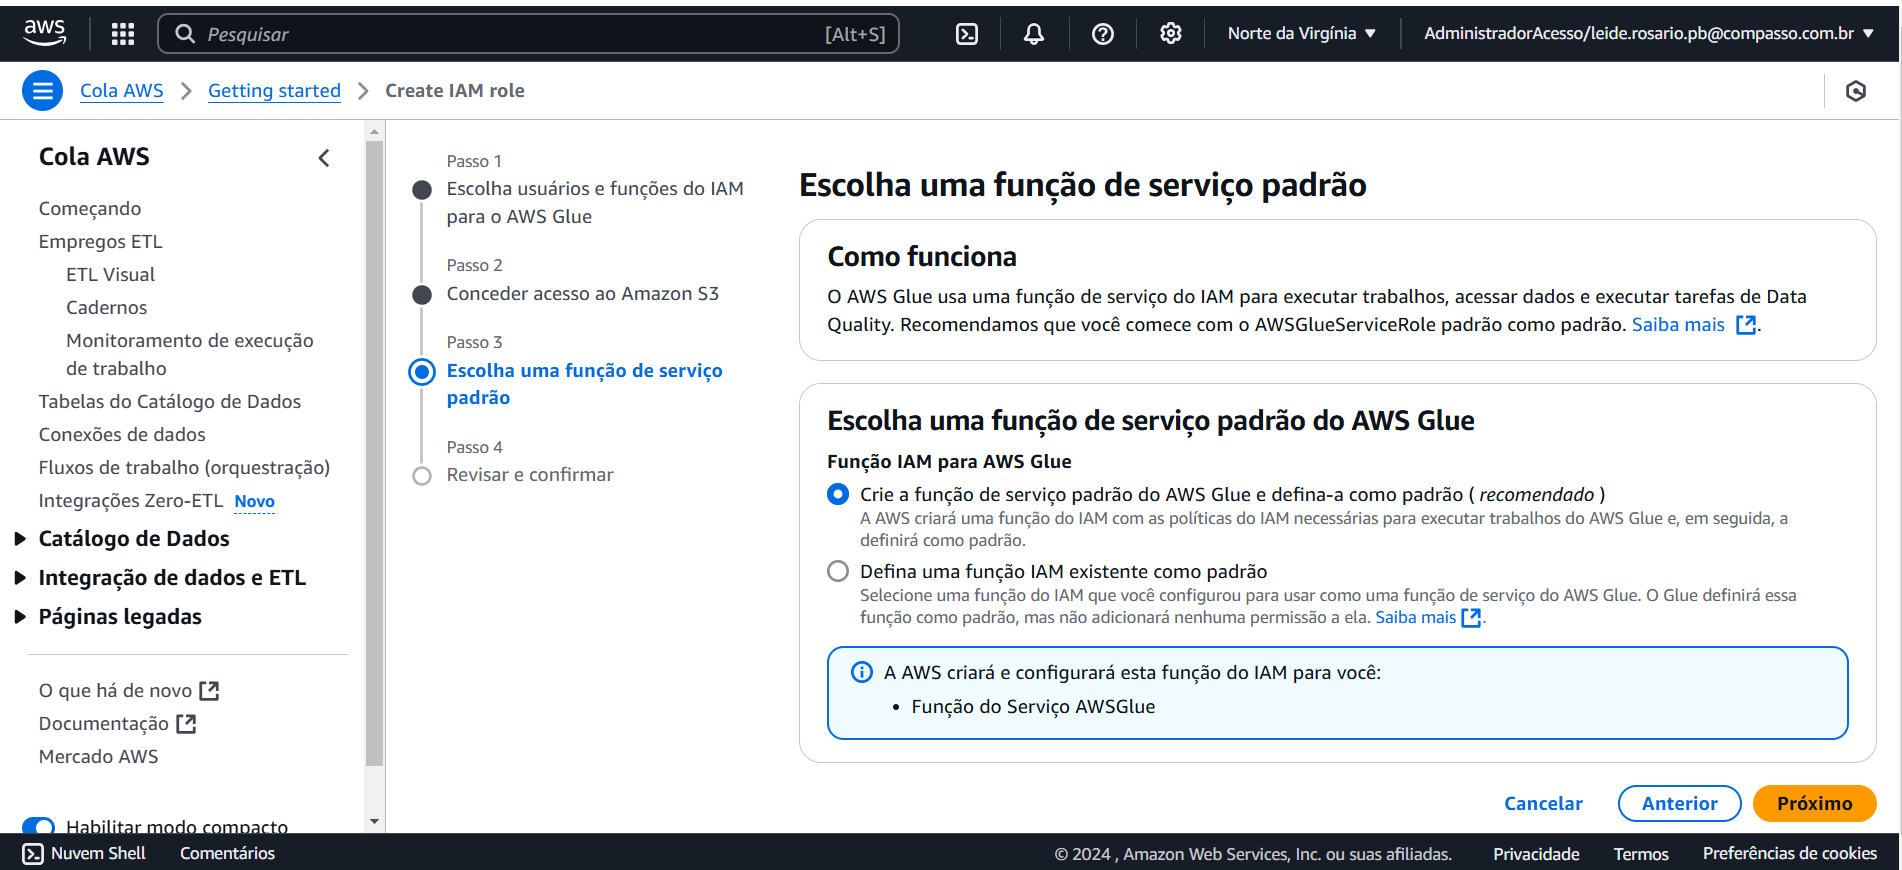 aws
Pesquisar
[Alt+S]
Norte da Virgínia
AdministradorAcesso/leide.rosario.pb@compasso.com.br
Cola AWS
Getting started
Create IAM role
Cola AWS
Começando
Empregos ETL
ETL Visual
Cadernos
Monitoramento de execução
de trabalho
Tabelas do Catálogo de Dados
Conexões de dados
Fluxos de trabalho (orquestração)
Integrações Zero-ETL Novo
Catálogo de Dados
Integração de dados e ETL
Páginas legadas
O que há de novo
Documentação
Mercado AWS
Habilitar modo compacto
Passo 1
Escolha usuários e funções do IAM
para o AWS Glue
Passo 2
Conceder acesso ao Amazon S3
Passo 3
Escolha uma função de serviço
padrão
Passo 4
Revisar e confirmar
Escolha uma função de serviço padrão
Como funciona
O AWS Glue usa uma função de serviço do IAM para executar trabalhos, acessar dados e executar tarefas de Data
Quality. Recomendamos que você comece com o AWSGlueServiceRole padrão como padrão. Saiba mais .
Escolha uma função de serviço padrão do AWS Glue
Função IAM para AWS Glue
Crie a função de serviço padrão do AWS Glue e defina-a como padrão ( recomendado )
A AWS criará uma função do IAM com as políticas do IAM necessárias para executar trabalhos do AWS Glue e, em seguida, a
definirá como padrão.
Defina uma função IAM existente como padrão
Selecione uma função do IAM que você configurou para usar como uma função de serviço do AWS Glue. O Glue definirá essa
função como padrão, mas não adicionará nenhuma permissão a ela. Saiba mais .
A AWS criará e configurará esta função do IAM para você:
• Função do Serviço AWSGlue
Cancelar
Anterior
Próximo
Nuvem Shell
Comentários
© 2024 , Amazon Web Services, Inc. ou suas afiliadas.
Privacidade
Termos
Preferências de cookies